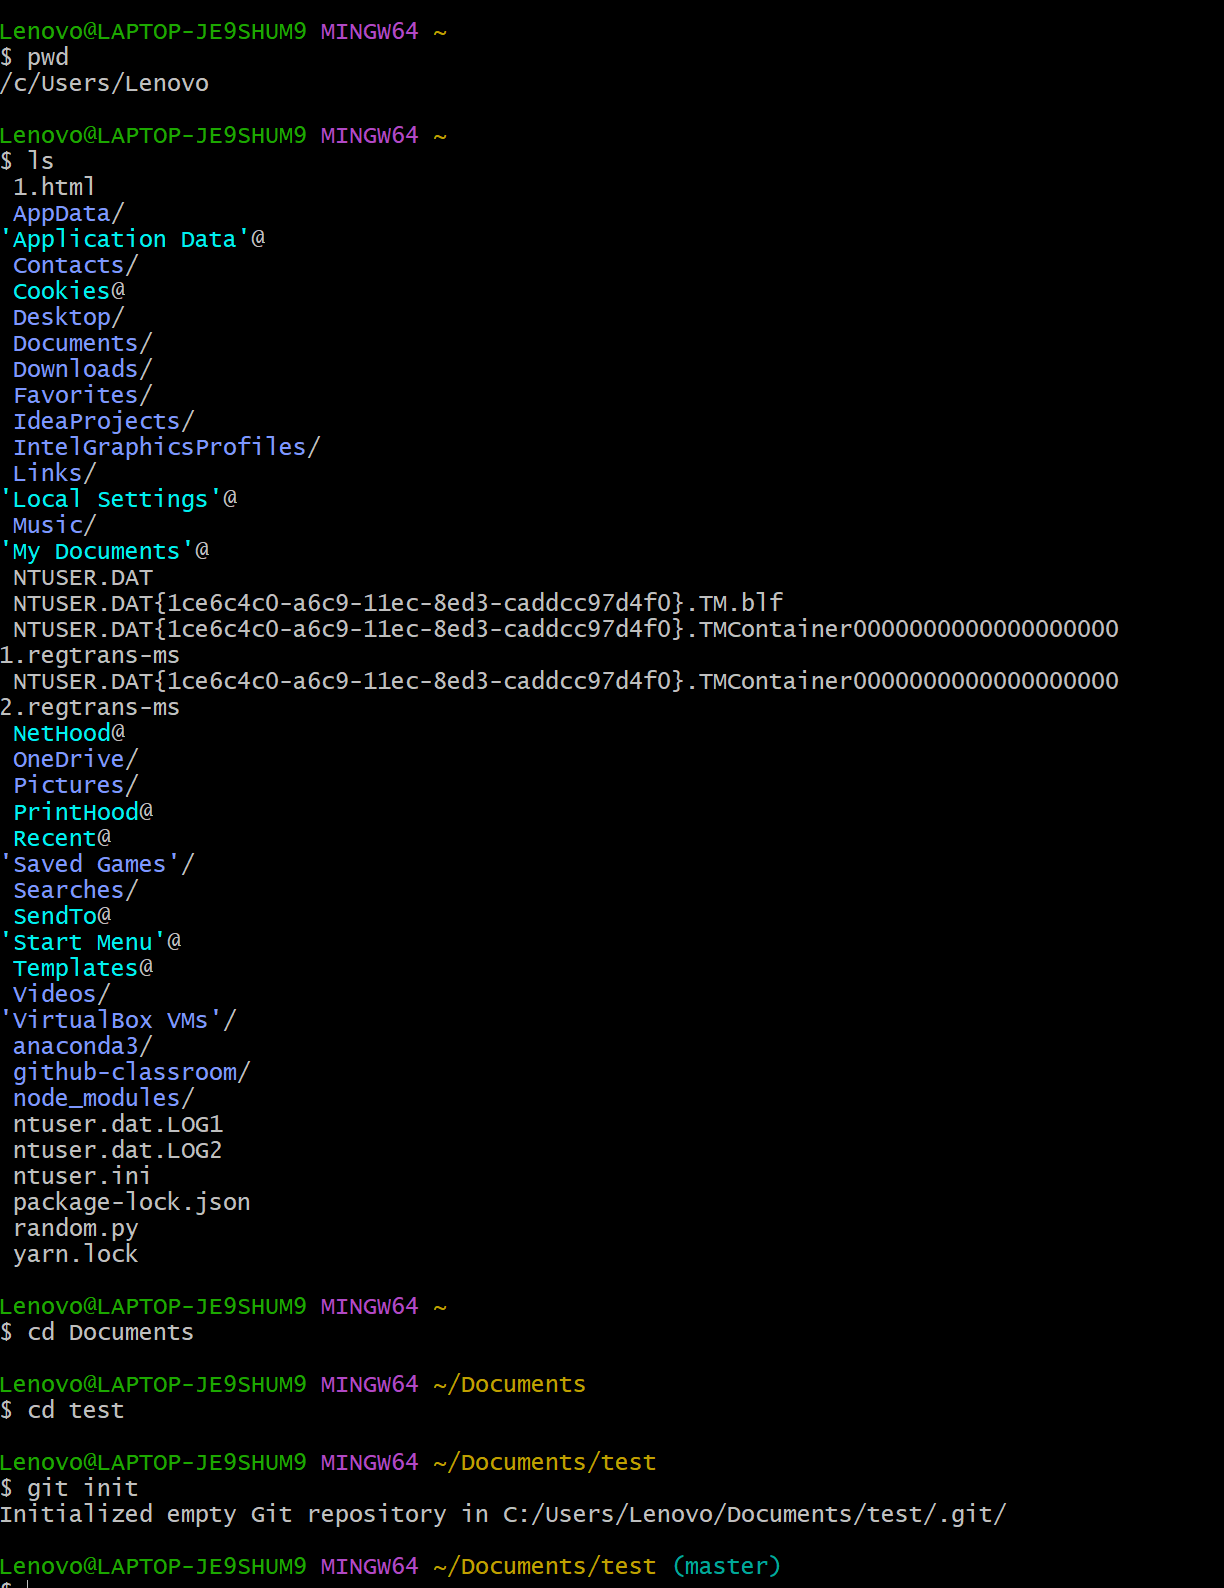 Lenovo@LAPTOP-JE9SHUM9 MINGW64 ~
$ pwd
/c/Users/Lenovo
Lenovo@LAPTOP-JE9SHUM9 MINGW64 ~
$ ls
1.html
AppData/
'Application Data'@
Contacts/
Cookies@
Desktop/
Documents/
Downloads/
Favorites/
IdeaProjects/
IntelGraphicsProfiles/
Links/
'Local Settings'@
Music/
'My Documents'@
NTUSER.DAT
NTUSER.DAT{1ce6c4c0-a6c9-11ec-8ed3-caddcc97d4f0}.TM.blf
NTUSER.DAT{1ce6c4c0-a6c9-11ec-8ed3-caddcc97d4f0}.TMContainer0000000000000000000
1.regtrans-ms
NTUSER.DAT{1ce6c4c0-a6c9-11ec-8ed3-caddcc97d4f0}.TMContainer0000000000000000000
2.regtrans-ms
NetHood@
OneDrive/
Pictures/
PrintHood@
Recent@
'Saved Games'/
Searches/
SendTo@
'Start Menu'@
Templates@
Videos/
'VirtualBox VMs'/
anaconda3/
github-classroom/
node_modules/
ntuser.dat.LOG1
ntuser.dat.LOG2
ntuser.ini
package-lock.json
random.py
yarn.lock
Lenovo@LAPTOP-JE9SHUM9 MINGW64 ~
$ cd Documents
Lenovo@LAPTOP-JE9SHUM9 MINGW64 ~/Documents
$ cd test
Lenovo@LAPTOP-JE9SHUM9 MINGW64 ~/Documents/test
$ git init
Initialized empty Git repository in C:/Users/Lenovo/Documents/test/.git/
Lenovo@LAPTOP-JE9SHUM9 MINGW64 ~/Documents/test (master)
$